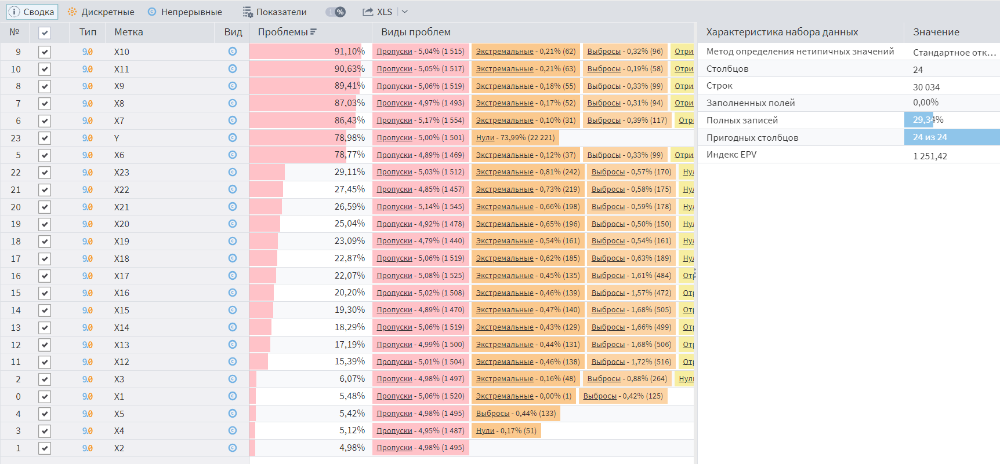 Сводка Дискретные Непрерывные Показатели 1 % XLS
№ Тип Метка Вид Проблемы Виды проблем Характеристика набора данных Значение
9 9.0 X10 91,10% Пропуски - 5,04% (1 515) Экстремальные - 0,21% (62) Выбросы - 0,32% (96) Отри Метод определения нетипичных значений Стандартное отк...
10 9.0 X11 90,63% Пропуски - 5,05% (1 517) Экстремальные - 0,21% (63) Выбросы - 0,19% (58) Отри Столбцов 24
8 9.0 X9 89,41% Пропуски - 5,06% (1 519) Экстремальные - 0,18% (55) Выбросы - 0,33% (99) Отри Строк 30 034
7 9.0 X8 87,03% Пропуски - 4,97% (1 493) Экстремальные - 0,17% (52) Выбросы - 0,31% (94) Отри Заполненных полей 0,00%
6 9.0 X7 86,43% Пропуски - 5,17% (1 554) Экстремальные - 0,10% (31) Выбросы - 0,39% (117) Отри Полных записей 29,34%
23 9.0 Y 78,98% Пропуски - 5,00% (1 501) Нули - 73,99% (22 221) Пригодных столбцов 24 из 24
5 9.0 X6 78,77% Пропуски - 4,89% (1 469) Экстремальные - 0,12% (37) Выбросы - 0,33% (99) Отри Индекс EPV 1 251,42
22 9.0 X23 29,11% Пропуски - 5,03% (1 512) Экстремальные - 0,81% (242) Выбросы - 0,57% (170) Нул
21 9.0 X22 27,45% Пропуски - 4,85% (1 457) Экстремальные - 0,73% (219) Выбросы - 0,58% (175) Нул
20 9.0 X21 26,59% Пропуски - 5,14% (1 545) Экстремальные - 0,66% (198) Выбросы - 0,59% (178) Нул
19 9.0 X20 25,04% Пропуски - 4,92% (1 478) Экстремальные - 0,65% (196) Выбросы - 0,50% (150) Нул
18 9.0 X19 23,09% Пропуски - 4,79% (1 440) Экстремальные - 0,54% (161) Выбросы - 0,54% (161) Нул
17 9.0 X18 22,87% Пропуски - 5,06% (1 519) Экстремальные - 0,62% (185) Выбросы - 0,63% (189) Нул
16 9.0 X17 22,07% Пропуски - 5,08% (1 525) Экстремальные - 0,45% (135) Выбросы - 1,61% (484) Отр
15 9.0 X16 20,20% Пропуски - 5,02% (1 508) Экстремальные - 0,46% (139) Выбросы - 1,57% (472) Отр
14 9.0 X15 19,30% Пропуски - 4,89% (1 470) Экстремальные - 0,47% (140) Выбросы - 1,68% (505) Отр
13 9.0 X14 18,29% Пропуски - 5,06% (1 519) Экстремальные - 0,43% (129) Выбросы - 1,66% (499) Отр
12 9.0 X13 17,19% Пропуски - 4,99% (1 500) Экстремальные - 0,44% (131) Выбросы - 1,68% (506) Отр
11 9.0 X12 15,39% Пропуски - 5,01% (1 504) Экстремальные - 0,46% (138) Выбросы - 1,72% (516) Отр
2 9.0 X3 6,07% Пропуски - 4,98% (1 497) Экстремальные - 0,16% (48) Выбросы - 0,88% (264) Нули
0 9.0 X1 5,48% Пропуски - 5,06% (1 520) Экстремальные - 0,00% (1) Выбросы - 0,42% (125)
4 9.0 X5 5,42% Пропуски - 4,98% (1 495) Выбросы - 0,44% (133)
3 9.0 X4 5,12% Пропуски - 4,95% (1 487) Нули - 0,17% (51)
1 9.0 X2 4,98% Пропуски - 4,98% (1 495)